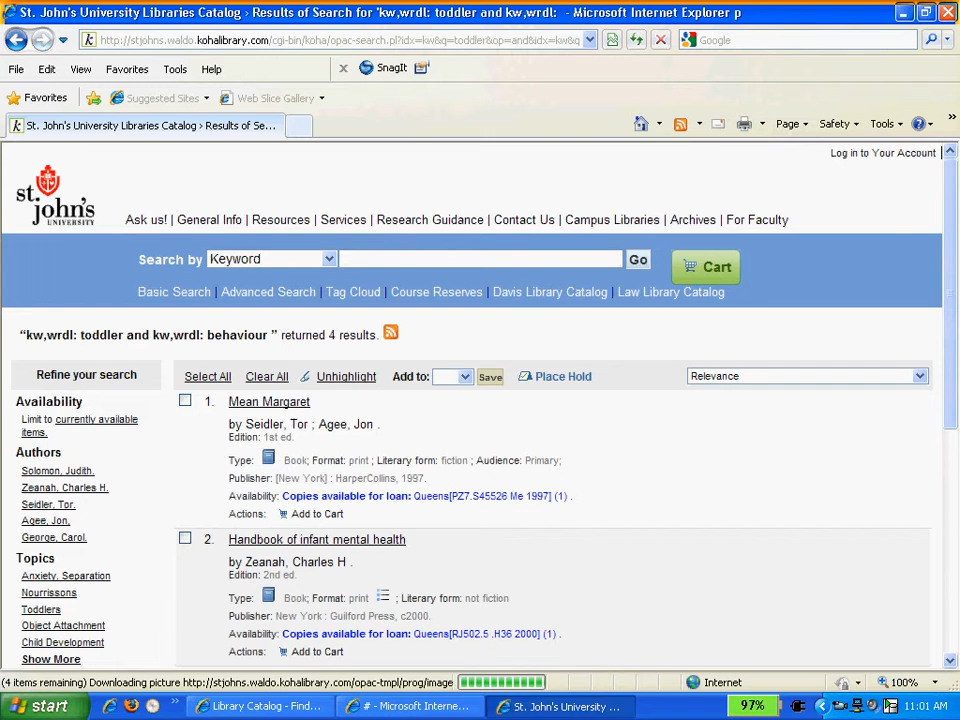 St. John's University Libraries Catalog › Results of Search for 'kw,wrdl: toddler and kw,wrdl: - Microsoft Internet Explorer p
http://stjohns.waldo.kohalibrary.com/cgi-bin/koha/opac-search.pl?idx=kw&q=toddler&op=and&idx=kw&q
Google
File Edit View Favorites Tools Help
SnagIt
Favorites Suggested Sites Web Slice Gallery
St. John's University Libraries Catalog › Results of Se...
Page Safety Tools
Log in to Your Account
st. john's
UNIVERSITY
Ask us! | General Info | Resources | Services | Research Guidance | Contact Us | Campus Libraries | Archives | For Faculty
Search by Keyword Go Cart
Basic Search | Advanced Search | Tag Cloud | Course Reserves | Davis Library Catalog | Law Library Catalog
“kw,wrdl: toddler and kw,wrdl: behaviour ” returned 4 results.
Refine your search
Availability
Limit to currently available items.
Authors
Solomon, Judith.
Zeanah, Charles H.
Seidler, Tor.
Agee, Jon,
George, Carol.
Topics
Anxiety, Separation
Nourrissons
Toddlers
Object Attachment
Child Development
Show More
Select All Clear All Unhighlight Add to: Save Place Hold Relevance
1. Mean Margaret
by Seidler, Tor ; Agee, Jon .
Edition: 1st ed.
Type: Book; Format: print ; Literary form: fiction ; Audience: Primary;
Publisher: [New York] : HarperCollins, 1997.
Availability: Copies available for loan: Queens[PZ7.S45526 Me 1997] (1) .
Actions: Add to Cart
2. Handbook of infant mental health
by Zeanah, Charles H .
Edition: 2nd ed.
Type: Book; Format: print ; Literary form: not fiction
Publisher: New York : Guilford Press, c2000.
Availability: Copies available for loan: Queens[RJ502.5 .H36 2000] (1) .
Actions: Add to Cart
(4 items remaining) Downloading picture http://stjohns.waldo.kohalibrary.com/opac-tmpl/prog/image Internet 100%
start Library Catalog - Find... # - Microsoft Interne... St. John's University ... 97% 11:01 AM